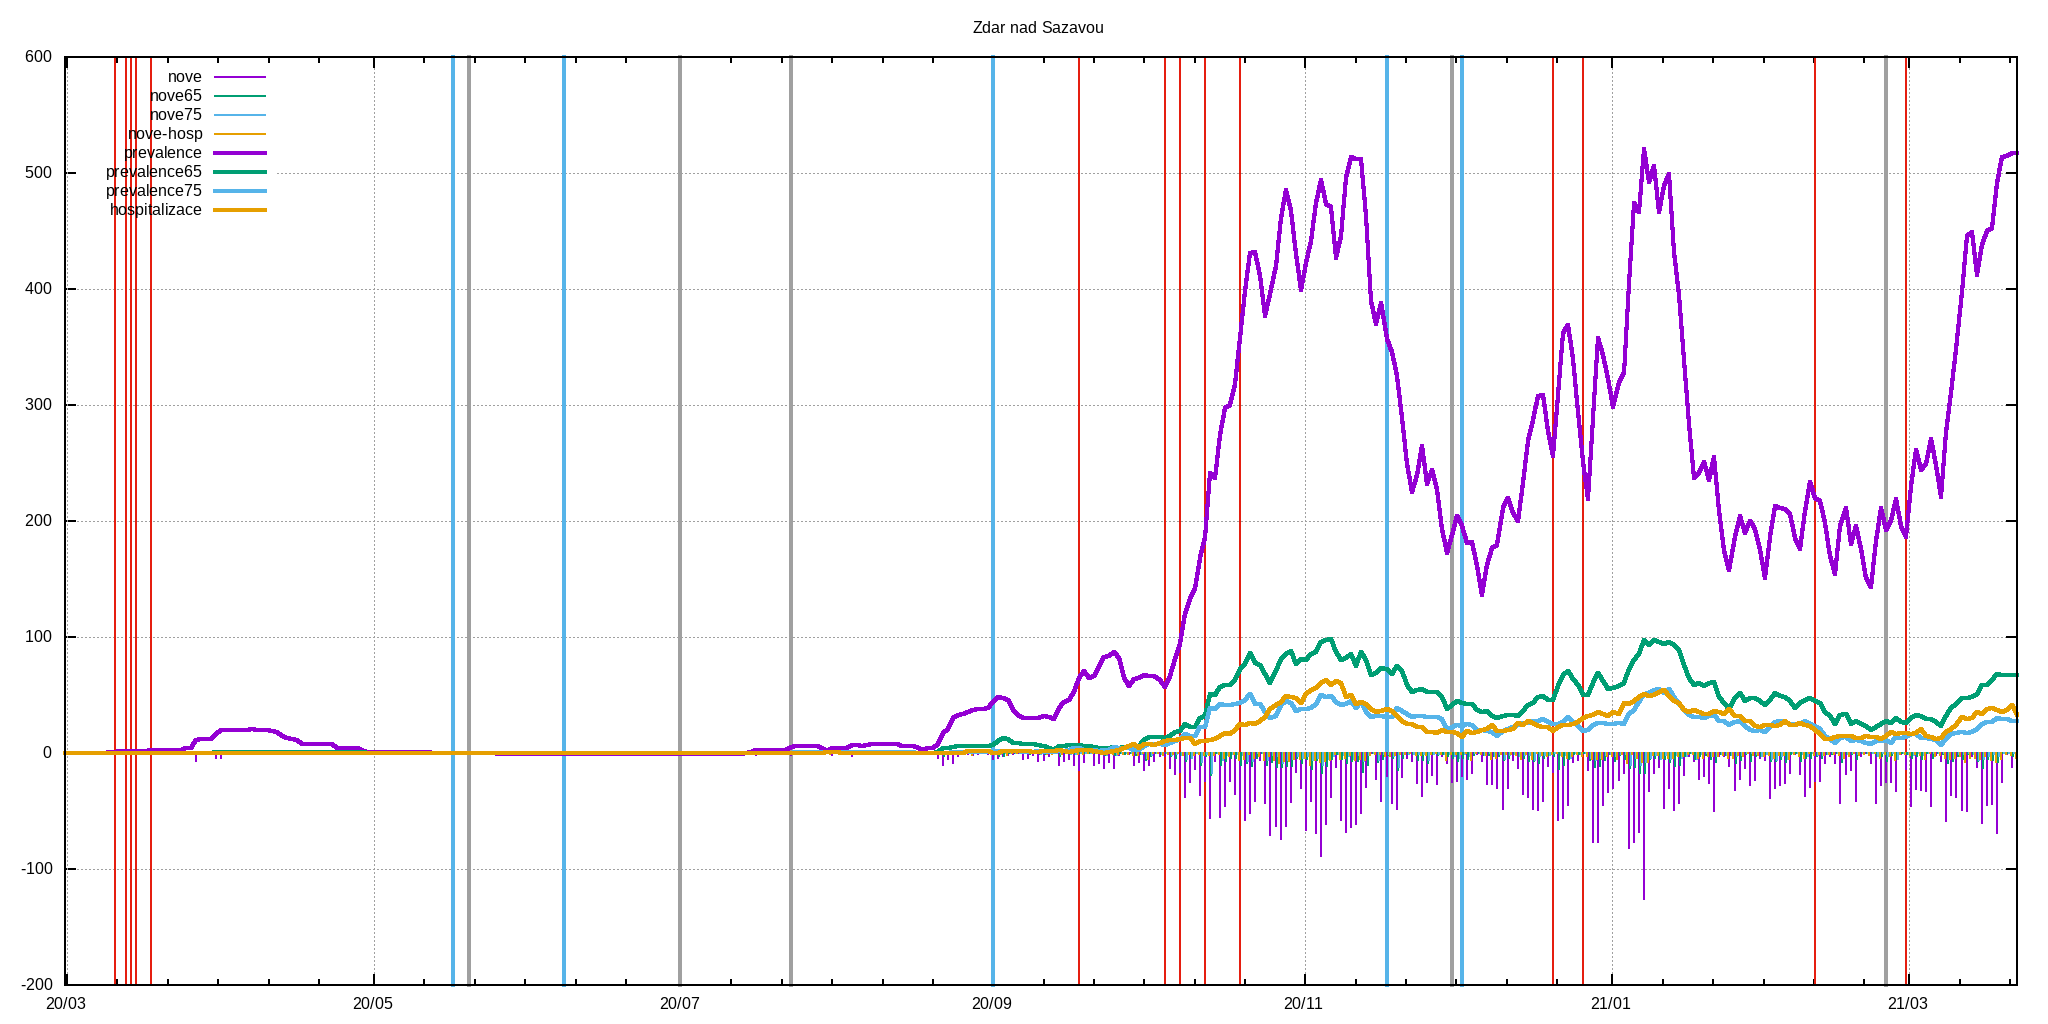 Zdar nad Sazavou
600
500
400
300
200
100
0
-100
-200
nove
nove65
nove75
nove-hosp
prevalence
prevalence65
prevalence75
hospitalizace
20/03
20/05
20/07
20/09
20/11
21/01
21/03